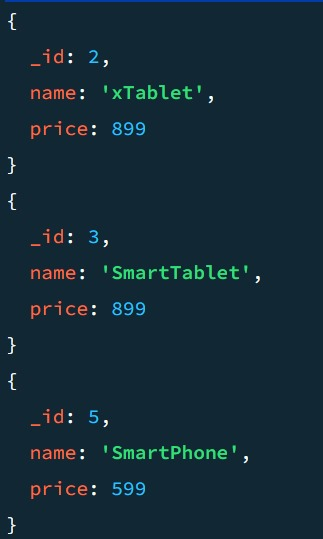 {
  _id: 2,
  name: 'xTablet',
  price: 899
}
{
  _id: 3,
  name: 'SmartTablet',
  price: 899
}
{
  _id: 5,
  name: 'SmartPhone',
  price: 599
}